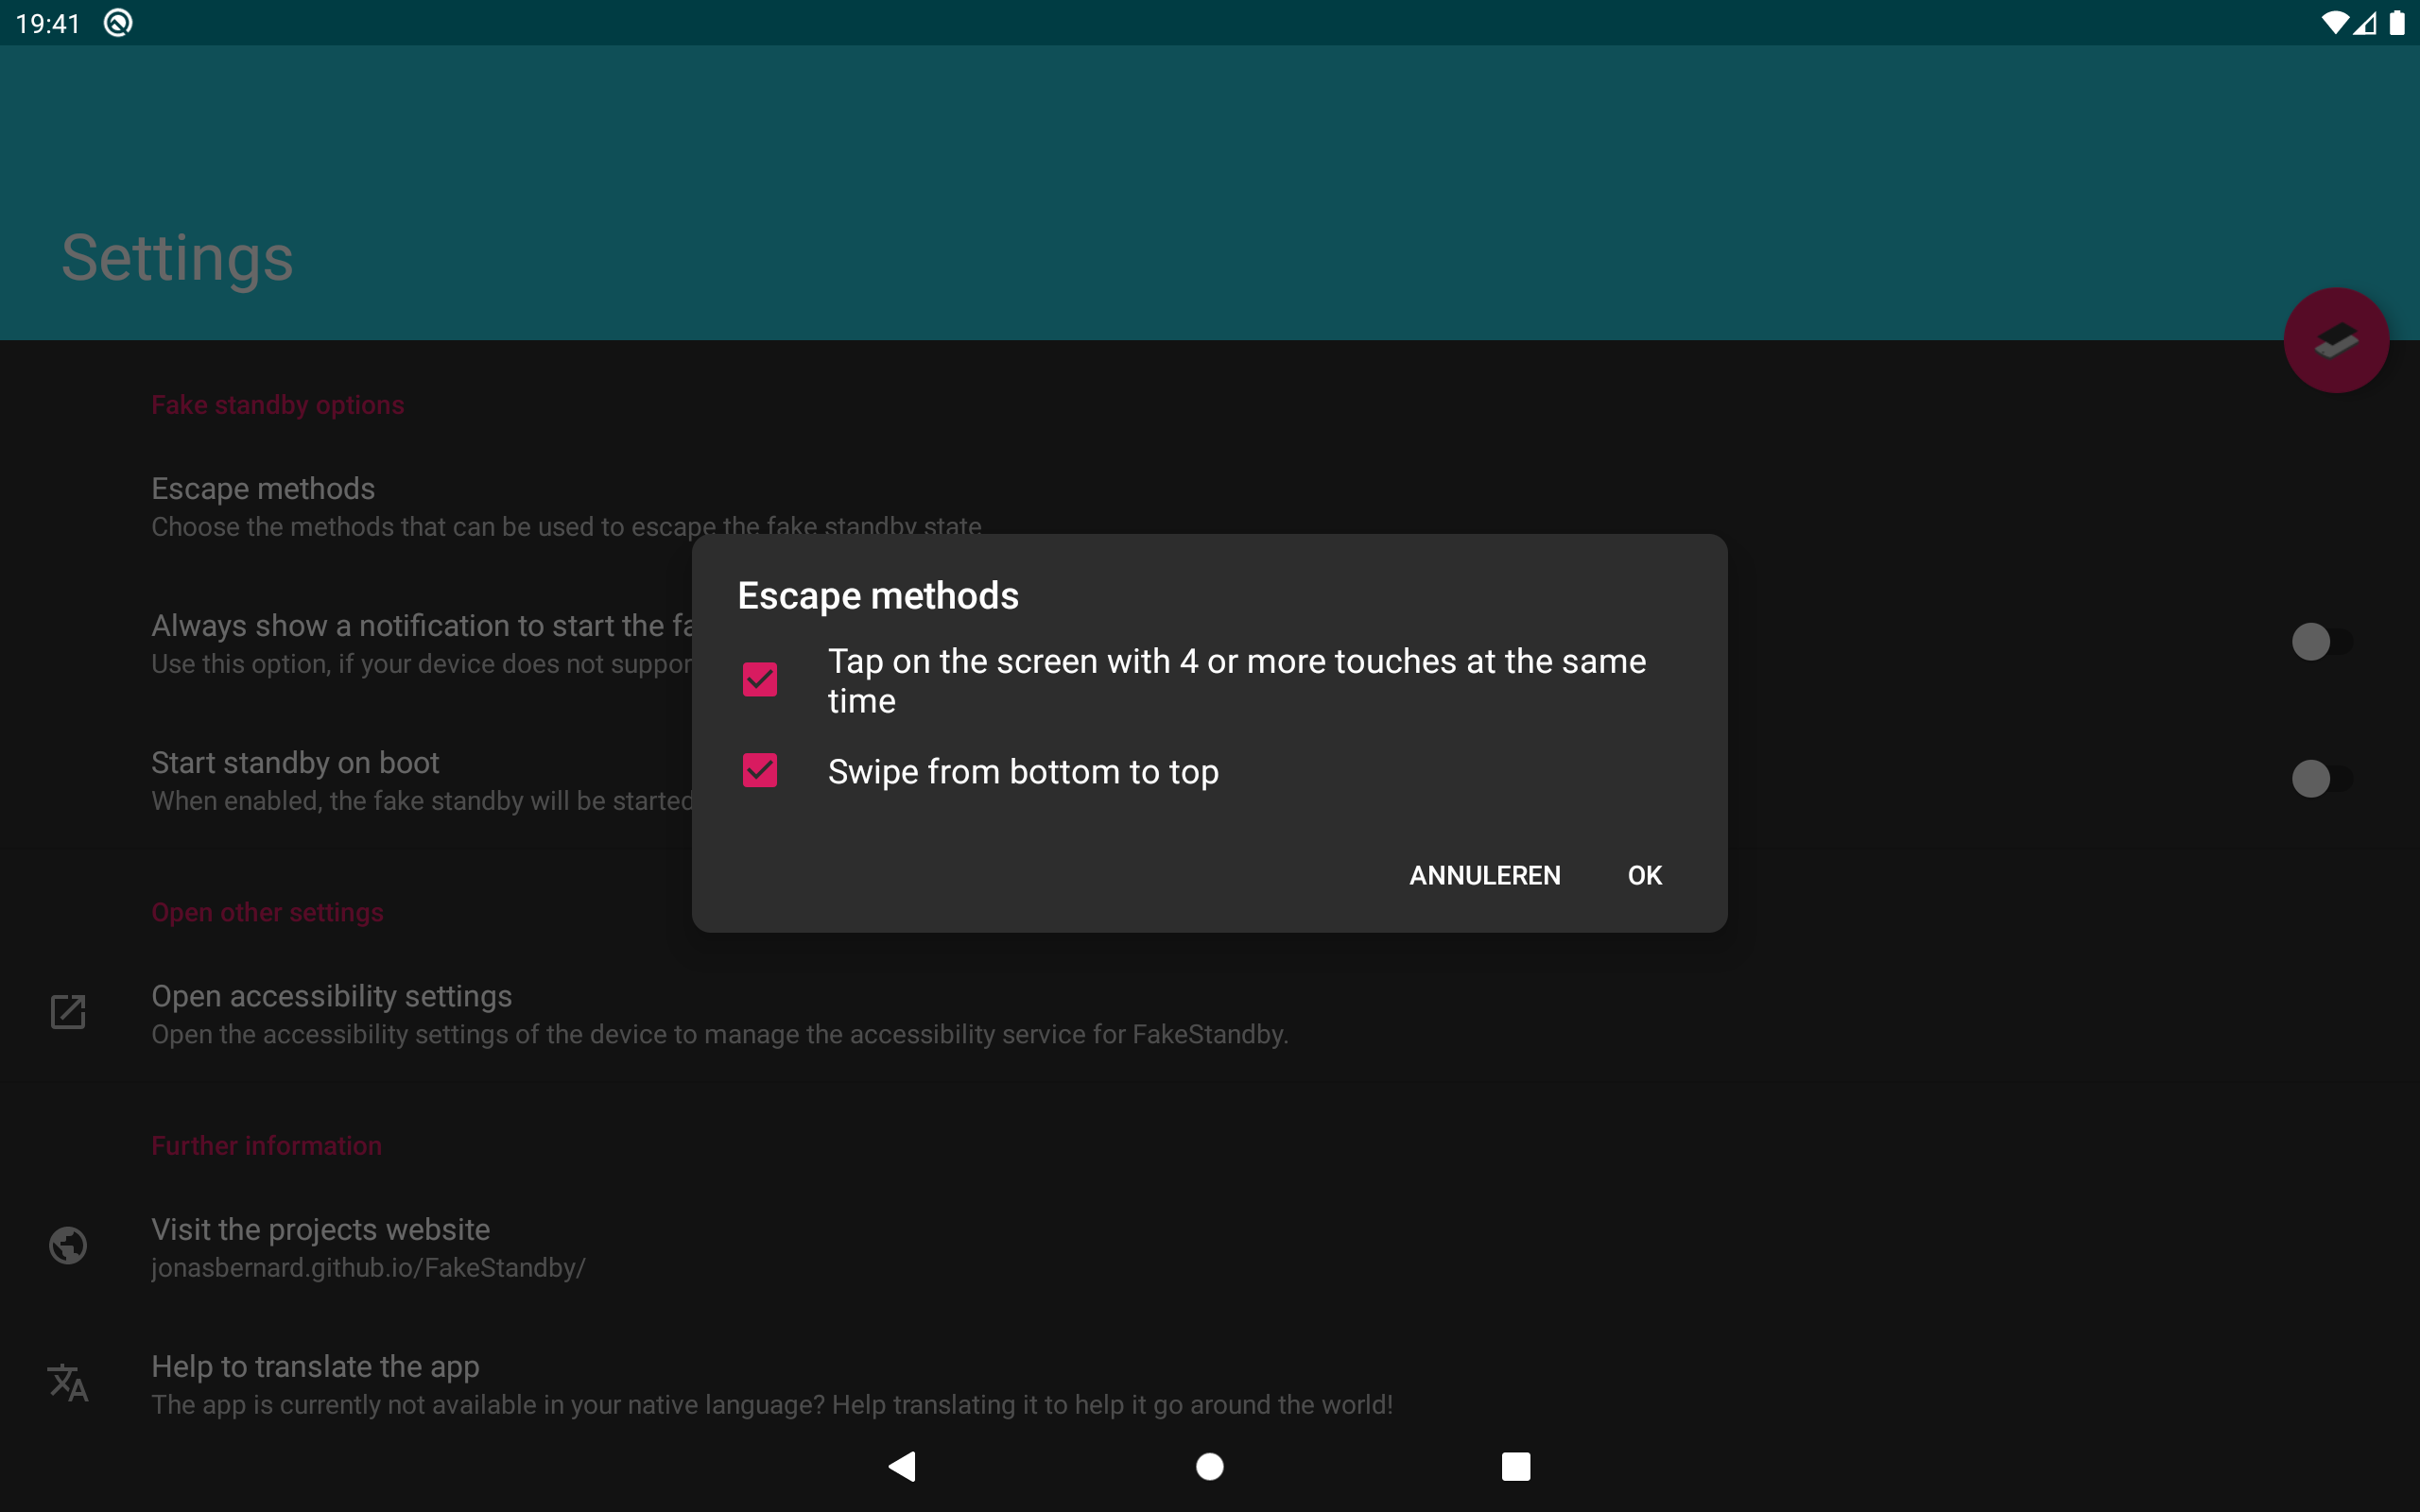 19:41
Settings
Fake standby options
Escape methods
Choose the methods that can be used to escape the fake standby state
Always show a notification to start the fa
Use this option, if your device does not suppor
Start standby on boot
When enabled, the fake standby will be started
Escape methods
Tap on the screen with 4 or more touches at the same
time
Swipe from bottom to top
ANNULEREN OK
Open other settings
Open accessibility settings
Open the accessibility settings of the device to manage the accessibility service for FakeStandby.
Further information
Visit the projects website
jonasbernard.github.io/FakeStandby/
Help to translate the app
The app is currently not available in your native language? Help translating it to help it go around the world!